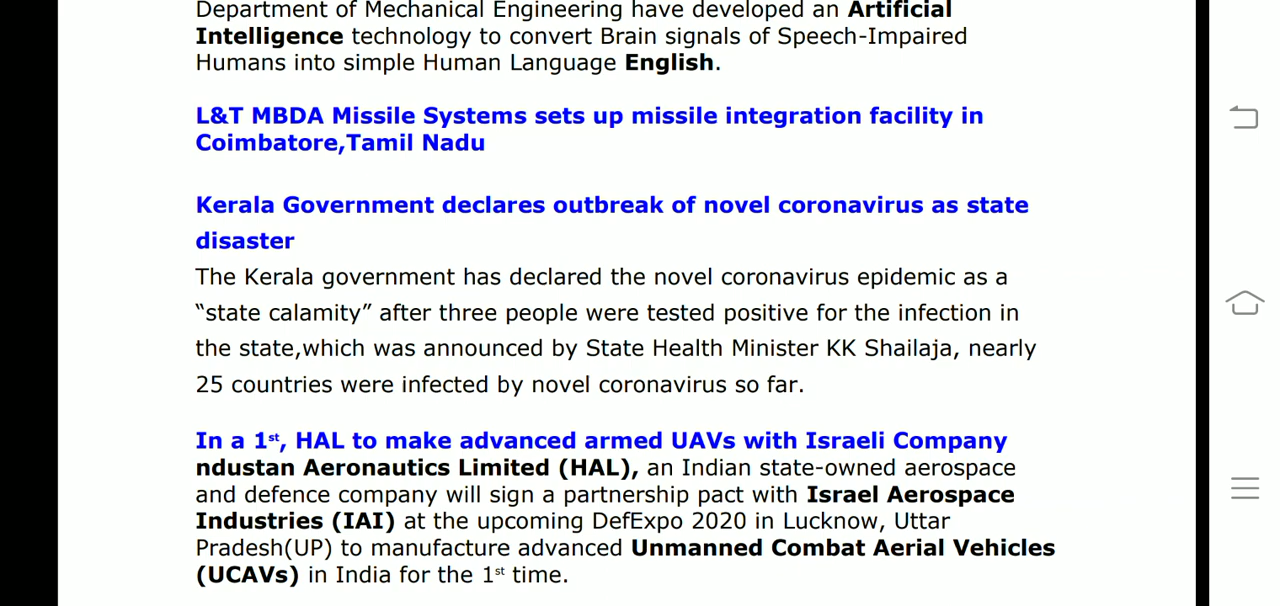 Department of Mechanical Engineering have developed an Artificial
Intelligence technology to convert Brain signals of Speech-Impaired
Humans into simple Human Language English.
L&T MBDA Missile Systems sets up missile integration facility in
Coimbatore,Tamil Nadu
Kerala Government declares outbreak of novel coronavirus as state
disaster
The Kerala government has declared the novel coronavirus epidemic as a
“state calamity” after three people were tested positive for the infection in
the state,which was announced by State Health Minister KK Shailaja, nearly
25 countries were infected by novel coronavirus so far.
In a 1st, HAL to make advanced armed UAVs with Israeli Company
ndustan Aeronautics Limited (HAL), an Indian state-owned aerospace
and defence company will sign a partnership pact with Israel Aerospace
Industries (IAI) at the upcoming DefExpo 2020 in Lucknow, Uttar
Pradesh(UP) to manufacture advanced Unmanned Combat Aerial Vehicles
(UCAVs) in India for the 1st time.